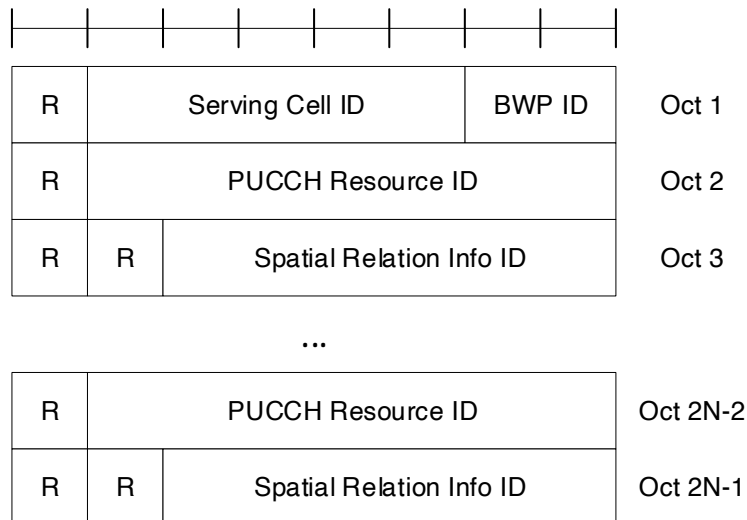 R Serving Cell ID BWP ID Oct 1
R PUCCH Resource ID Oct 2
R R Spatial Relation Info ID Oct 3
...
R PUCCH Resource ID Oct 2N-2
R R Spatial Relation Info ID Oct 2N-1